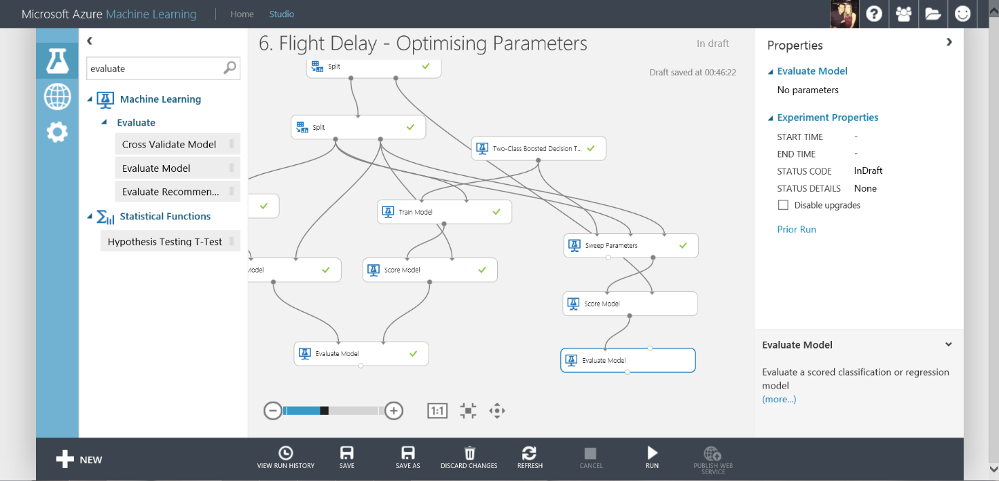 Microsoft Azure Machine Learning
Home
Studio
evaluate
Machine Learning
Evaluate
Cross Validate Model
Evaluate Model
Evaluate Recommen...
Statistical Functions
Hypothesis Testing T-Test
6. Flight Delay - Optimising Parameters
In draft
Draft saved at 00:46:22
Split
Split
Two-Class Boosted Decision T...
Train Model
Sweep Parameters
Model
Score Model
Score Model
Evaluate Model
Evaluate Model
1:1
Properties
Evaluate Model
No parameters
Experiment Properties
START TIME -
END TIME -
STATUS CODE InDraft
STATUS DETAILS None
Disable upgrades
Prior Run
Evaluate Model
Evaluate a scored classification or regression
model
(more...)
NEW
VIEW RUN HISTORY
SAVE
SAVE AS
DISCARD CHANGES
REFRESH
CANCEL
RUN
PUBLISH WEB
SERVICE